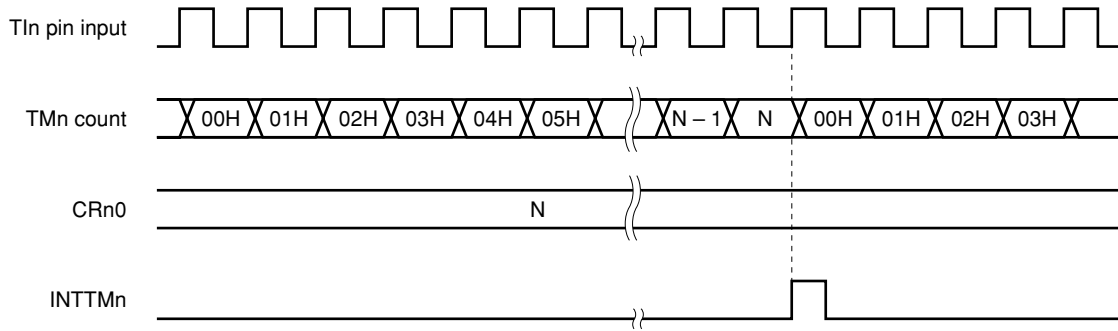 TIn pin input
TMn count 00H 01H 02H 03H 04H 05H N – 1 N 00H 01H 02H 03H
CRn0 N
INTTMn